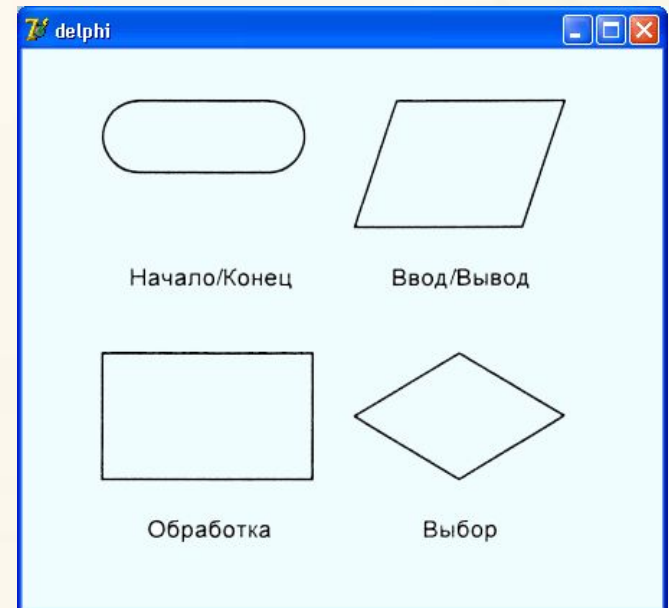 delphi
Начало/Конец
Ввод/Вывод
Обработка
Выбор